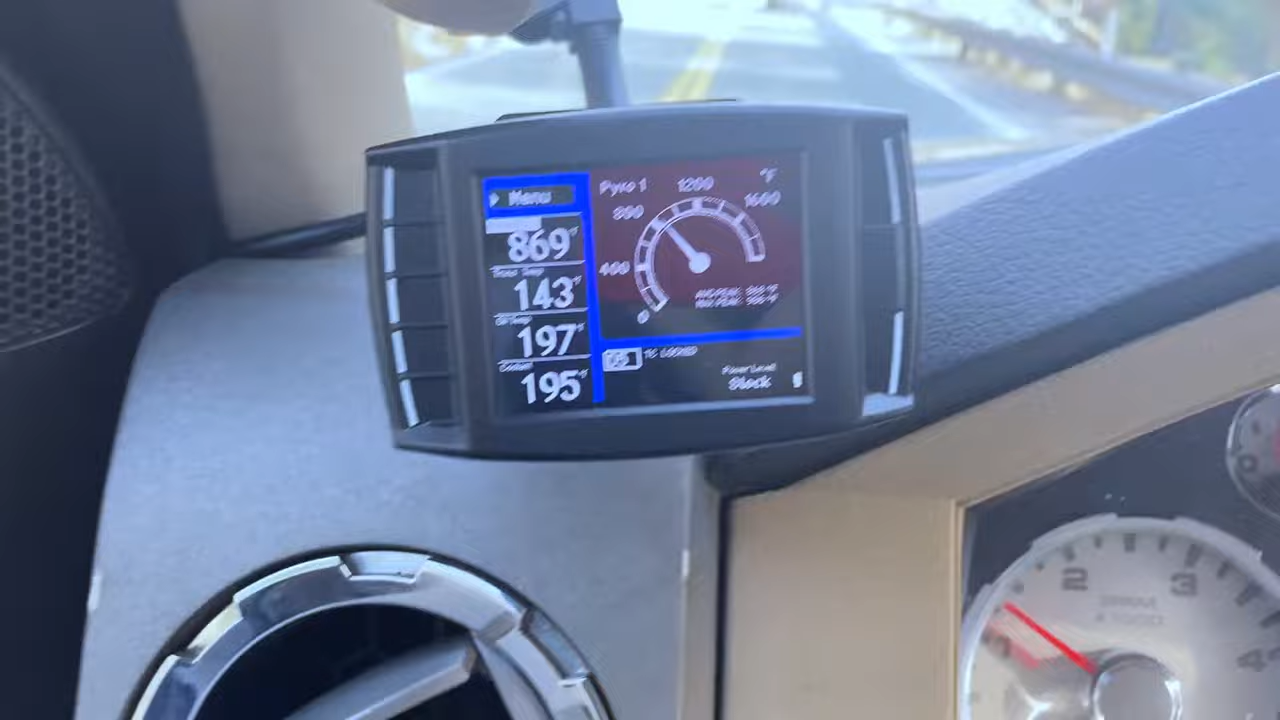 Menu
869°F
Trans Temp
143°F
Oil Temp
197°F
Coolant
195°F
Pyro 1
°F
0
400
800
1200
1600
TC LOCKED
Power Level
Stock
2
3
4
0